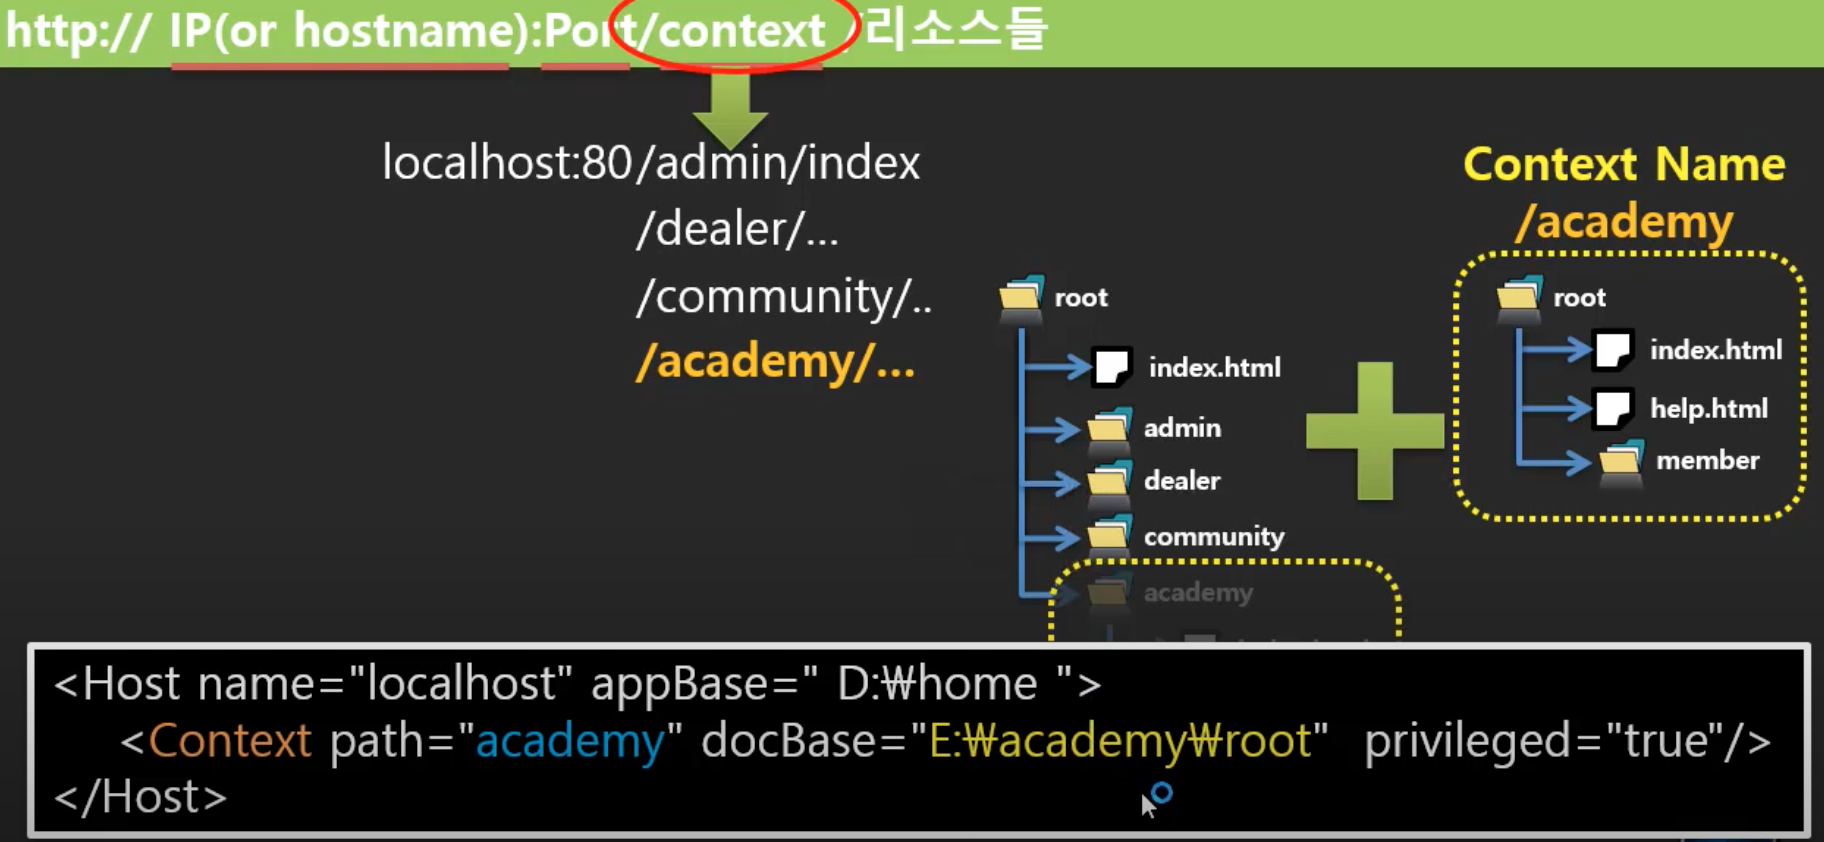 http:// IP(or hostname):Port/context /리소스들
localhost:80/admin/index
/dealer/...
/community/..
/academy/...
Context Name
/academy
root
index.html
admin
dealer
community
academy
root
index.html
help.html
member
<Host name="localhost" appBase=" D:₩home ">
<Context path="academy" docBase="E:₩academy₩root" privileged="true"/>
</Host>